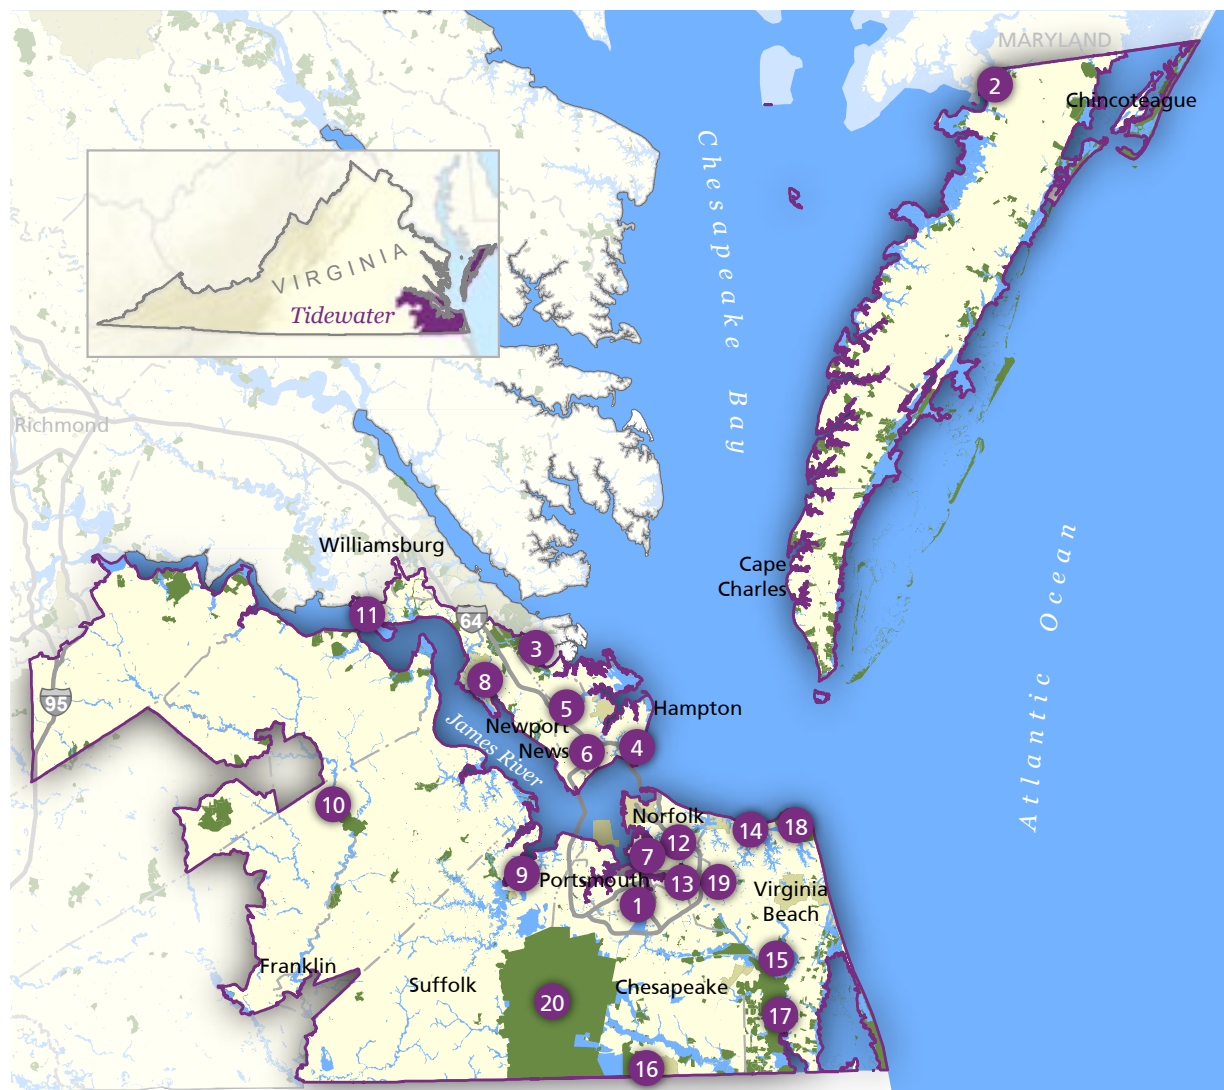 MARYLAND
2
Chincoteague
Chesapeake Bay
VIRGINIA
Tidewater
Richmond
Williamsburg
Cape
Charles
Atlantic Ocean
11
64
3
8
5
95
Hampton
Newport
News
James River
6
4
10
Norfolk
14
18
12
7
9
Portsmouth
13
19
Virginia
Beach
1
15
Franklin
Suffolk
Chesapeake
20
17
16